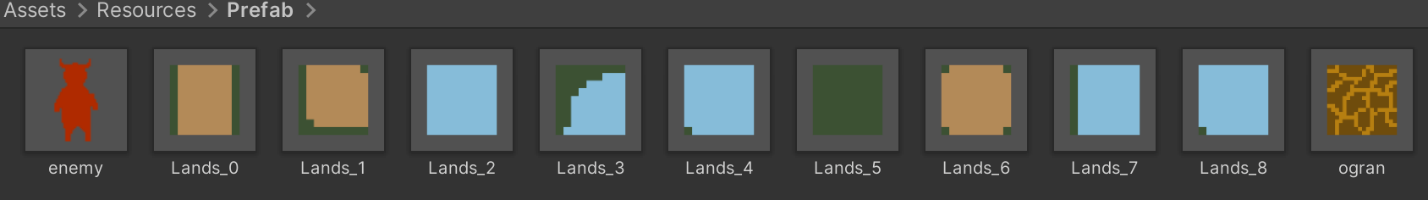 Assets > Resources > Prefab >
enemy Lands_0 Lands_1 Lands_2 Lands_3 Lands_4 Lands_5 Lands_6 Lands_7 Lands_8 ogran